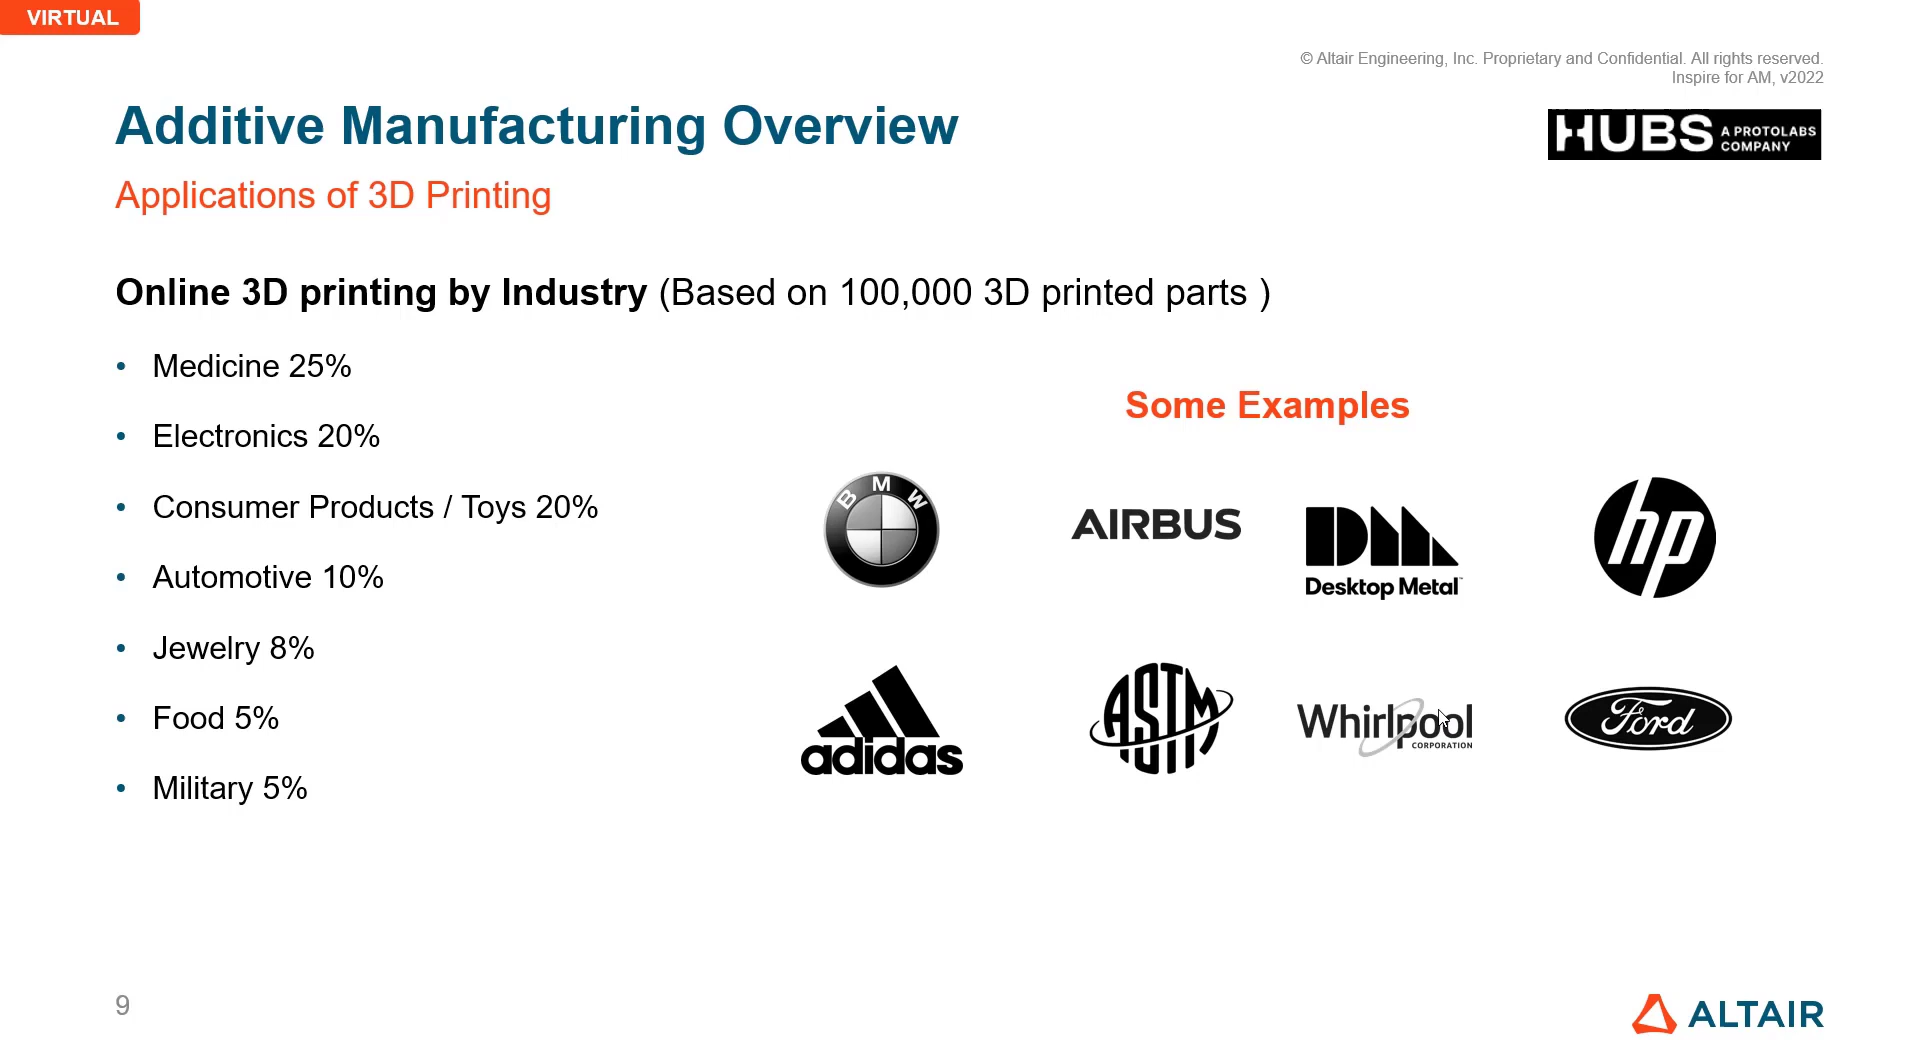 VIRTUAL
© Altair Engineering, Inc. Proprietary and Confidential. All rights reserved.
Inspire for AM, v2022
Additive Manufacturing Overview
HUBS A PROTOLABS COMPANY
Applications of 3D Printing
Online 3D printing by Industry (Based on 100,000 3D printed parts )
• Medicine 25%
• Electronics 20%
• Consumer Products / Toys 20%
• Automotive 10%
• Jewelry 8%
• Food 5%
• Military 5%
Some Examples
BMW
AIRBUS
DM
Desktop Metal™
hp
adidas
ASTM
Whirlpool
CORPORATION
Ford
9
ALTAIR